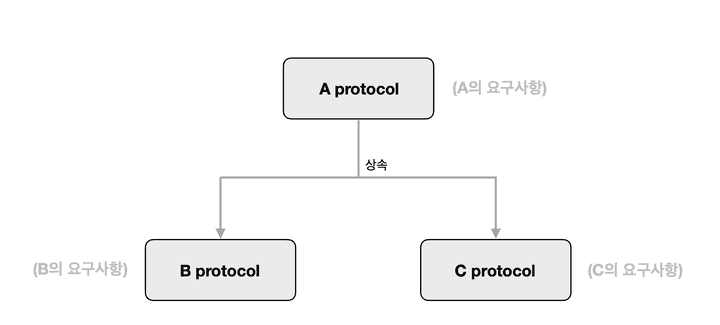 A protocol
(A의 요구사항)
상속
(B의 요구사항)
B protocol
C protocol
(C의 요구사항)